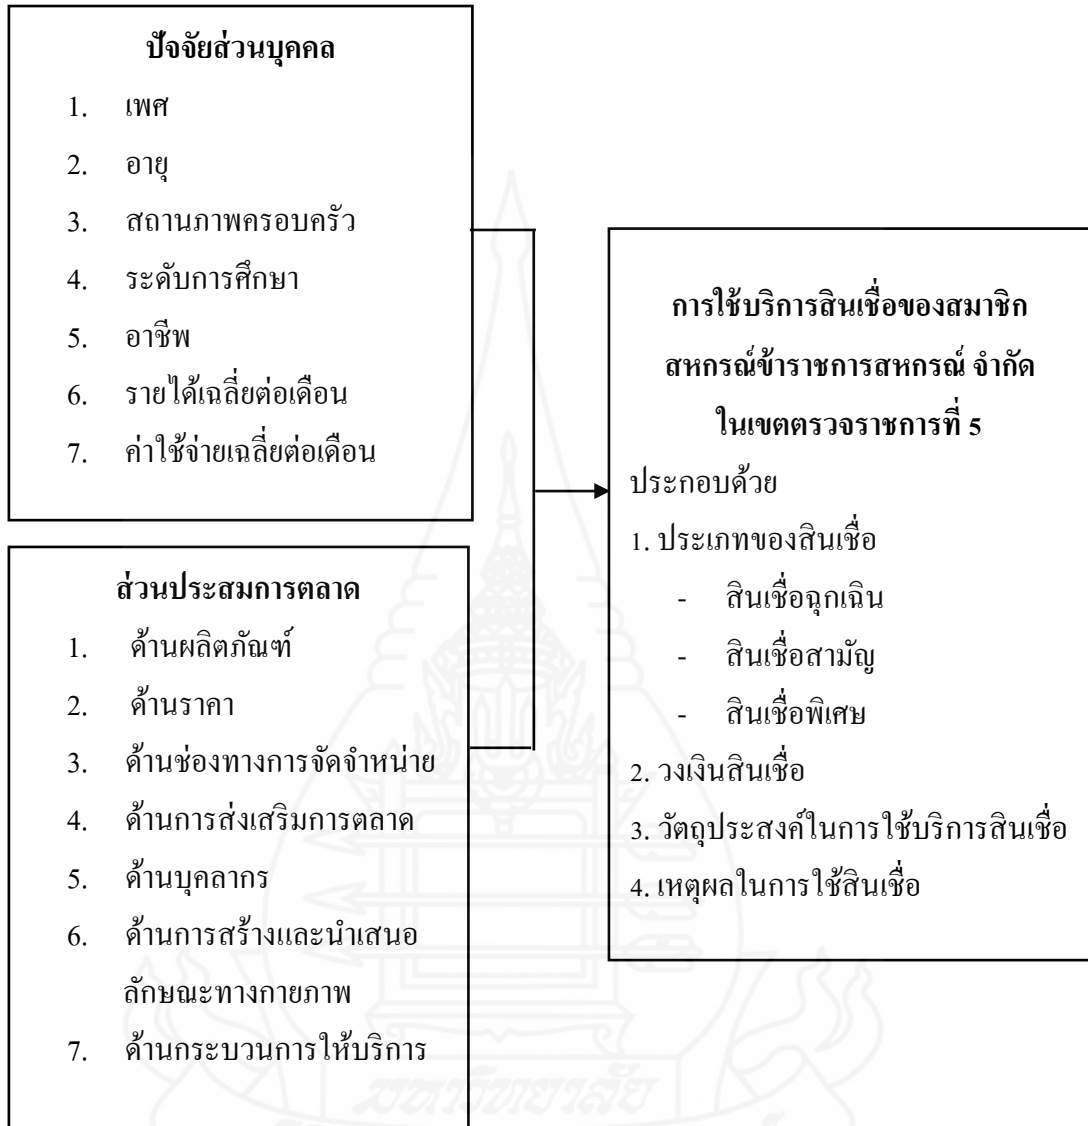 ปัจจัยส่วนบุคคล
1. เพศ
2. อายุ
3. สถานภาพครอบครัว
4. ระดับการศึกษา
5. อาชีพ
6. รายได้เฉลี่ยต่อเดือน
7. ค่าใช้จ่ายเฉลี่ยต่อเดือน
ส่วนประสมการตลาด
1. ด้านผลิตภัณฑ์
2. ด้านราคา
3. ด้านช่องทางการจัดจำหน่าย
4. ด้านการส่งเสริมการตลาด
5. ด้านบุคลากร
6. ด้านการสร้างและนำเสนอ
ลักษณะทางกายภาพ
7. ด้านกระบวนการให้บริการ
การใช้บริการสินเชื่อของสมาชิก
สหกรณ์ข้าราชการสหกรณ์ จำกัด
ในเขตตรวจราชการที่ 5
ประกอบด้วย
1. ประเภทของสินเชื่อ
- สินเชื่อฉุกเฉิน
- สินเชื่อสามัญ
- สินเชื่อพิเศษ
2. วงเงินสินเชื่อ
3. วัตถุประสงค์ในการใช้บริการสินเชื่อ
4. เหตุผลในการใช้สินเชื่อ
มหาวิทยาลัย